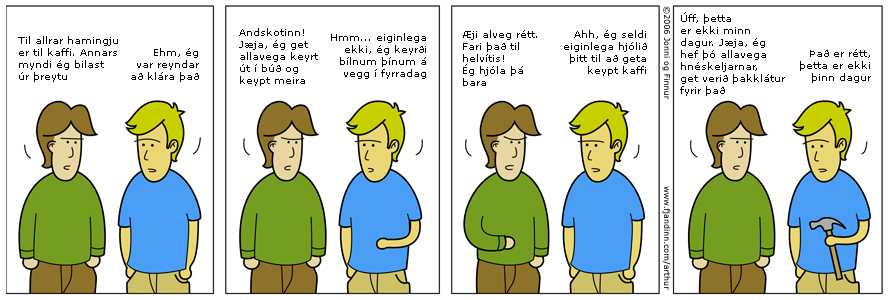 Til allrar hamingju
er til kaffi. Annars
myndi ég bilast
úr þreytu
Ehm, ég
var reyndar
að klára það
Andskotinn!
Jæja, ég get
allavega keyrt
út í búð og
keypt meira
Hmm... eiginlega
ekki, ég keyrði
bílnum þínum á
vegg í fyrradag
Æji alveg rétt.
Fari það til
helvítis!
Ég hjóla þá
bara
Ahh, ég seldi
eiginlega hjólið
þitt til að geta
keypt kaffi
©2006 Jonni og Finnur
www.fjandinn.com/arthur
Úff, þetta
er ekki minn
dagur. Jæja, ég
hef þó allavega
hnéskeljarnar,
get verið þakklátur
fyrir það
Það er rétt,
þetta er ekki
þinn dagur